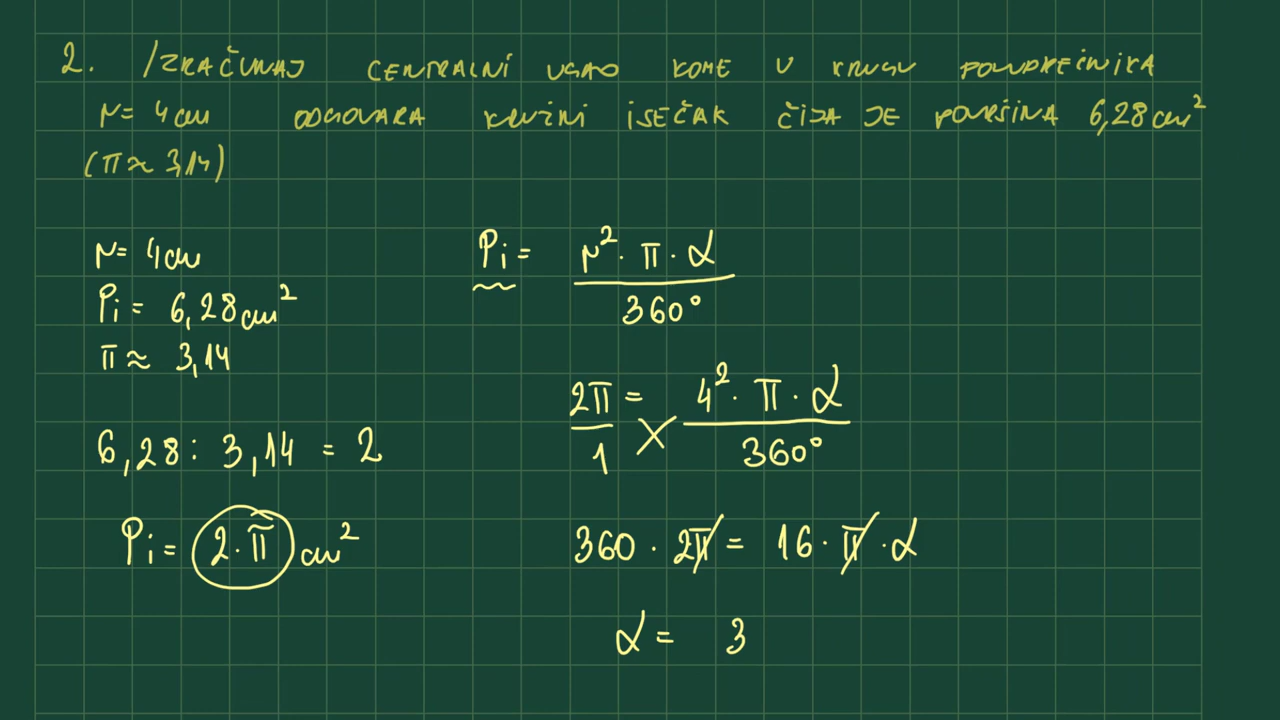 2. IZRAČUNAJ CENTRALNI UGAO KOME U KRUGU POLUPREČNIKA
r= 4cm ODGOVARA KRUŽNI ISEČAK ČIJA JE POVRŠINA 6,28cm²
(π≈ 3,14)
r= 4cm
Pi= 6,28cm²
π≈ 3,14
6,28: 3,14 = 2
Pi= 2·π cm²
Pi= r²·π·α
360°
2π = 4²·π·α
1 360°
360·2π = 16·π·α
α= 3